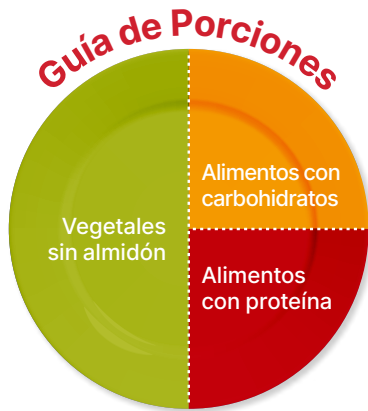 Guía de Porciones
Vegetales
sin almidón
Alimentos con
carbohidratos
Alimentos
con proteína